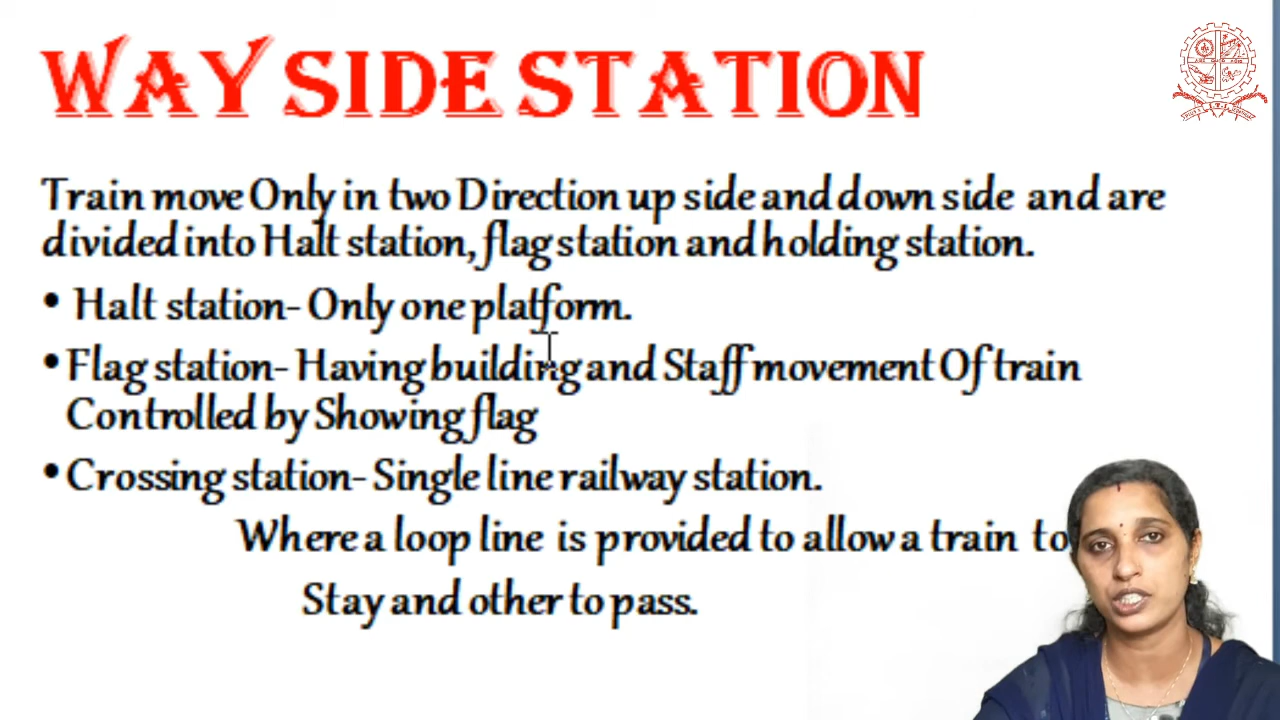 WAY SIDE STATION
Train move Only in two Direction up side and down side and are
divided into Halt station, flag station and holding station.
• Halt station- Only one platform.
• Flag station- Having building and Staff movement Of train
Controlled by Showing flag
• Crossing station- Single line railway station.
Where a loop line is provided to allow a train to
Stay and other to pass.